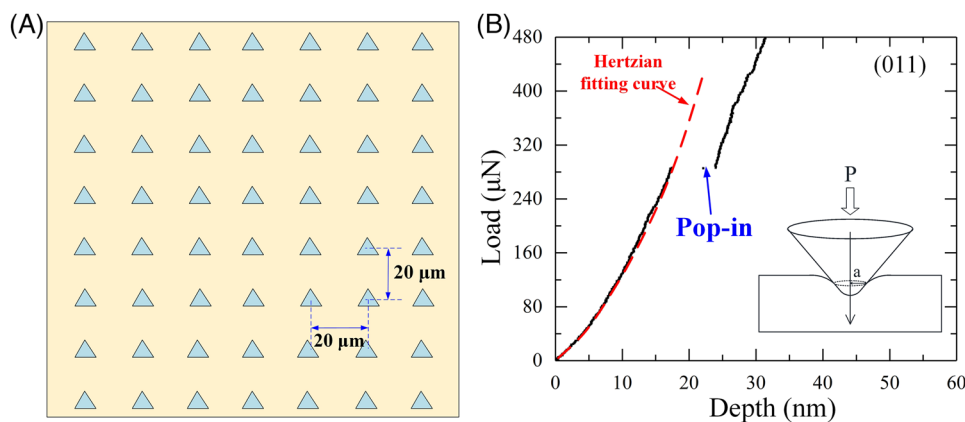 (A)
20 μm
20 μm
(B)
480
400
320
240
160
80
0
Load (μN)
Hertzian
fitting curve
(011)
Pop-in
P
a
0
10
20
30
40
50
60
Depth (nm)